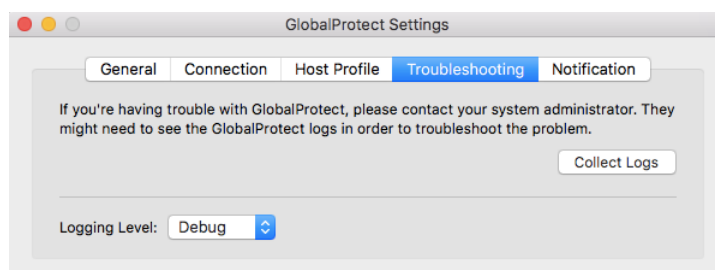 GlobalProtect Settings
General Connection Host Profile Troubleshooting Notification
If you're having trouble with GlobalProtect, please contact your system administrator. They
might need to see the GlobalProtect logs in order to troubleshoot the problem.
Collect Logs
Logging Level: Debug